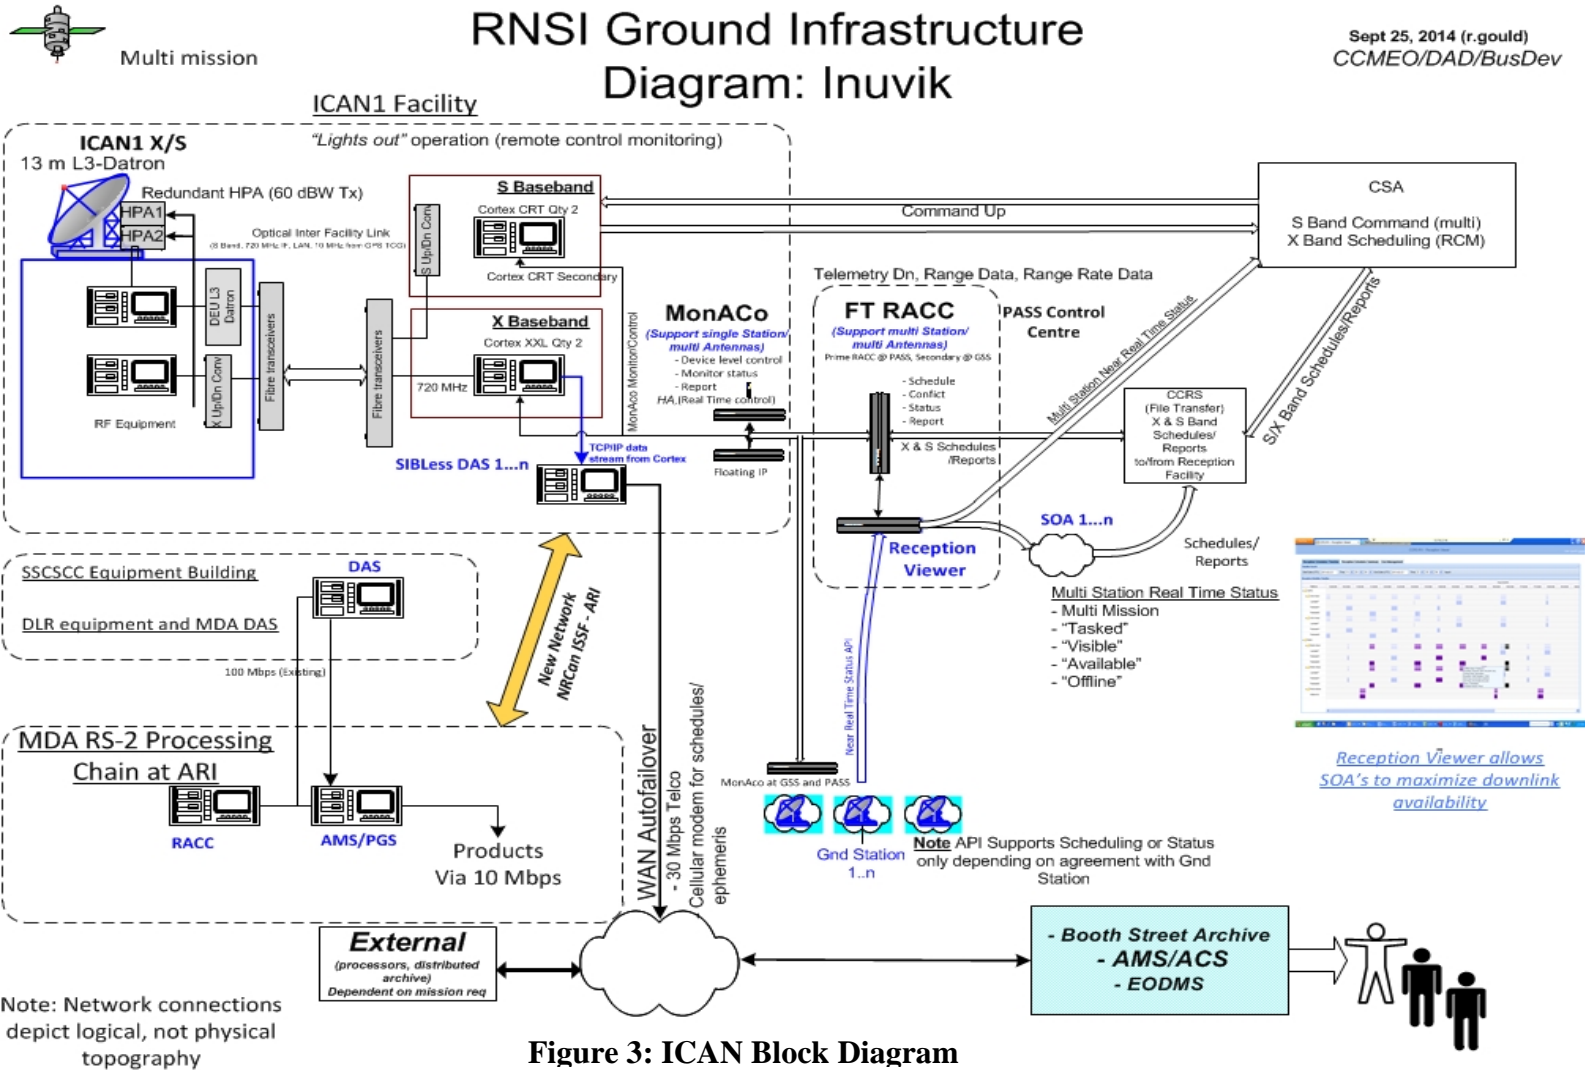 RNSI Ground Infrastructure
Diagram: Inuvik
Sept 25, 2014 (r.gould)
CCMEO/DAD/BusDev
Multi mission
ICAN1 Facility
ICAN1 X/S
13 m L3-Datron
"Lights out" operation (remote control monitoring)
Redundant HPA (60 dBW Tx)
HPA1
HPA2
Optical Inter Facility Link
(S Band, 720 MHz IF, LAN, 10 MHz from GPS TCG)
DEU L3
Datron
X Up/Dn Conv
RF Equipment
Fibre transceivers
Fibre transceivers
S Up/Dn Conv
S Baseband
Cortex CRT Qty 2
Cortex CRT Secondary
X Baseband
Cortex XXL Qty 2
720 MHz
MonAco Monitor/Control
TCP/IP data
stream from Cortex
SIBLess DAS 1...n
MonACo
(Support single Station/
multi Antennas)
- Device level control
- Monitor status
- Report
HA,(Real Time control)
Floating IP
Command Up
Telemetry Dn, Range Data, Range Rate Data
CSA
S Band Command (multi)
X Band Scheduling (RCM)
FT RACC
(Support multi Station/
multi Antennas)
Prime RACC @ PASS, Secondary @ GSS
- Schedule
- Confict
- Status
- Report
X & S Schedules
/Reports
PASS Control
Centre
Multi Station Near Real Time Status
S/X Band Schedules/Reports
CCRS
(File Transfer)
X & S Band
Schedules/
Reports
to/from Reception
Facility
Reception
Viewer
SOA 1...n
Schedules/
Reports
Multi Station Real Time Status
- Multi Mission
- "Tasked"
- "Visible"
- "Available"
- "Offline"
Reception Viewer allows
SOA's to maximize downlink
availability
SSCSCC Equipment Building
DLR equipment and MDA DAS
DAS
100 Mbps (Existing)
New Network
NRCan ISSF - ARI
MDA RS-2 Processing
Chain at ARI
RACC
AMS/PGS
Products
Via 10 Mbps
WAN Autofailover
- 30 Mbps Telco
Cellular modem for schedules/
ephemeris
Near Real Time Status API
MonAco at GSS and PASS
Gnd Station
1..n
Note API Supports Scheduling or Status
only depending on agreement with Gnd
Station
External
(processors, distributed
archive)
Dependent on mission req
- Booth Street Archive
- AMS/ACS
- EODMS
Note: Network connections
depict logical, not physical
topography
Figure 3: ICAN Block Diagram